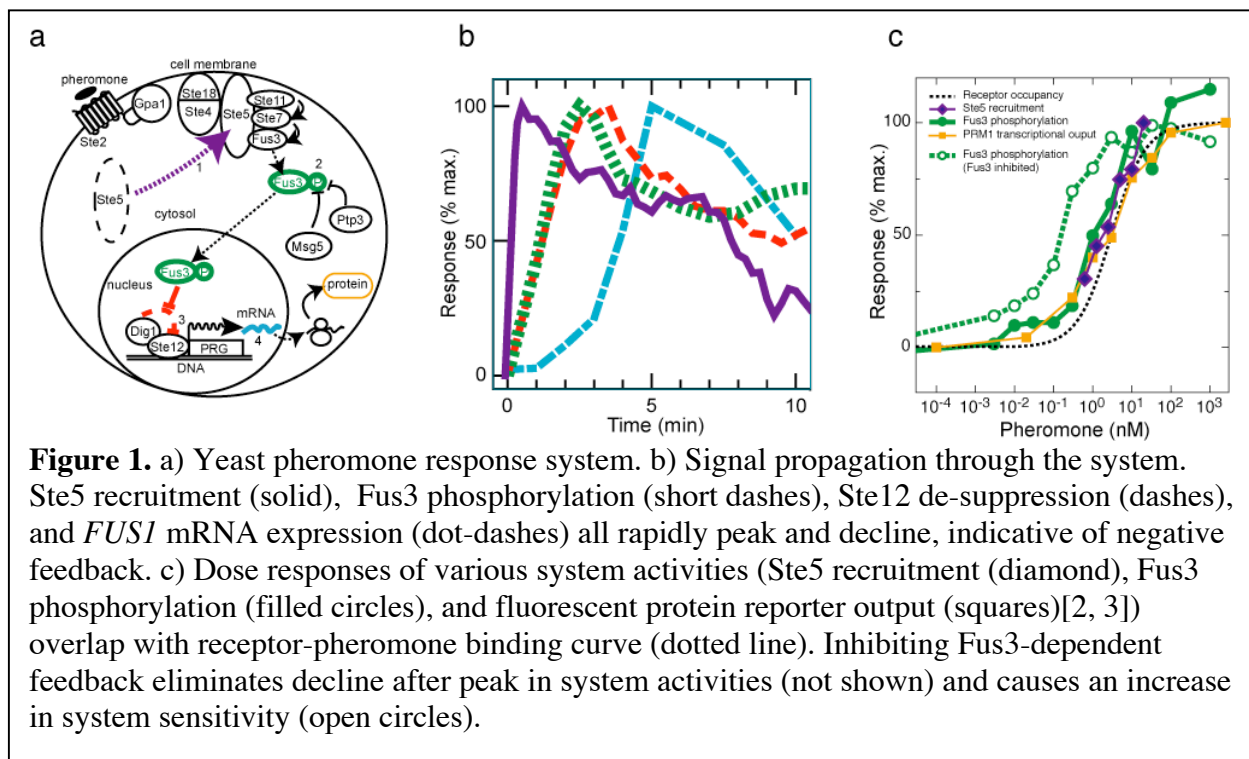 a
b
c
pheromone
cell membrane
Gpa1
Ste18
Ste4
Ste5
Ste11
Ste7
Fus3
Ste2
1
2
Fus3
P
Ste5
Ptp3
Msg5
cytosol
Fus3
P
nucleus
protein
mRNA
Dig1
3
4
Ste12
PRG
DNA
Response (% max.)
100
50
0
0
5
10
Time (min)
Response (% max.)
100
50
0
Receptor occupancy
Ste5 recruitment
Fus3 phosphorylation
PRM1 transcriptional ouput
Fus3 phosphorylation
(Fus3 inhibited)
10⁻⁴ 10⁻³ 10⁻² 10⁻¹ 10⁰ 10¹ 10² 10³
Pheromone (nM)
Figure 1. a) Yeast pheromone response system. b) Signal propagation through the system.
Ste5 recruitment (solid), Fus3 phosphorylation (short dashes), Ste12 de-suppression (dashes),
and FUS1 mRNA expression (dot-dashes) all rapidly peak and decline, indicative of negative
feedback. c) Dose responses of various system activities (Ste5 recruitment (diamond), Fus3
phosphorylation (filled circles), and fluorescent protein reporter output (squares)[2, 3])
overlap with receptor-pheromone binding curve (dotted line). Inhibiting Fus3-dependent
feedback eliminates decline after peak in system activities (not shown) and causes an increase
in system sensitivity (open circles).